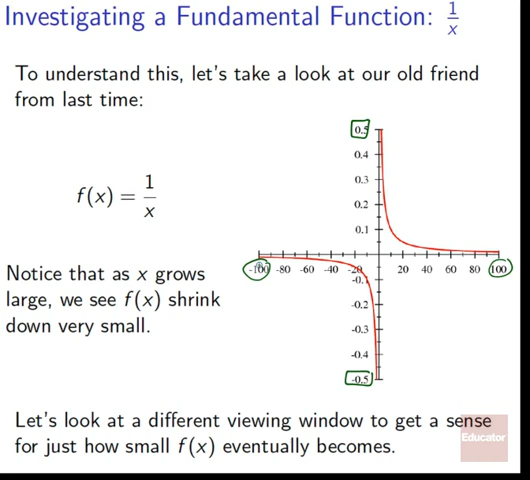 Investigating a Fundamental Function: 1/x
To understand this, let's take a look at our old friend
from last time:
f(x) = 1/x
Notice that as x grows
large, we see f(x) shrink
down very small.
0.5
0.4
0.3
0.2
0.1
-100 -80 -60 -40 -20 20 40 60 80 100
-0.1
-0.2
-0.3
-0.4
-0.5
Let's look at a different viewing window to get a sense
for just how small f(x) eventually becomes.
Educator